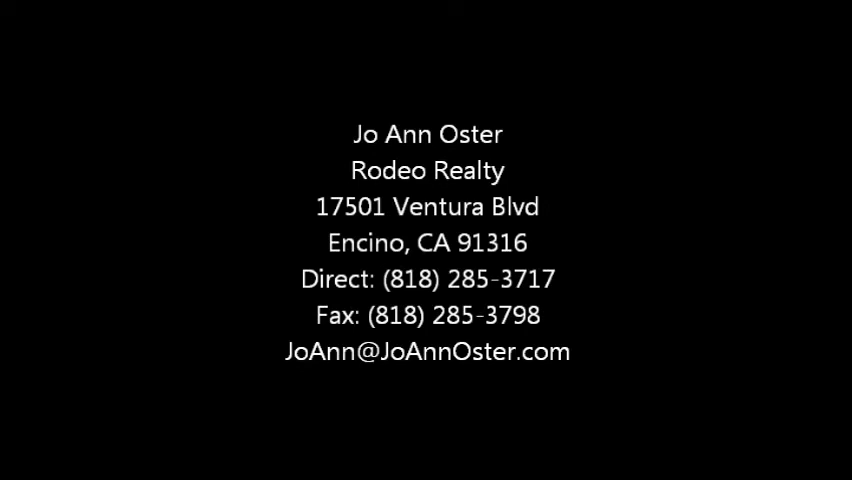 Jo Ann Oster
Rodeo Realty
17501 Ventura Blvd
Encino, CA 91316
Direct: (818) 285-3717
Fax: (818) 285-3798
JoAnn@JoAnnOster.com